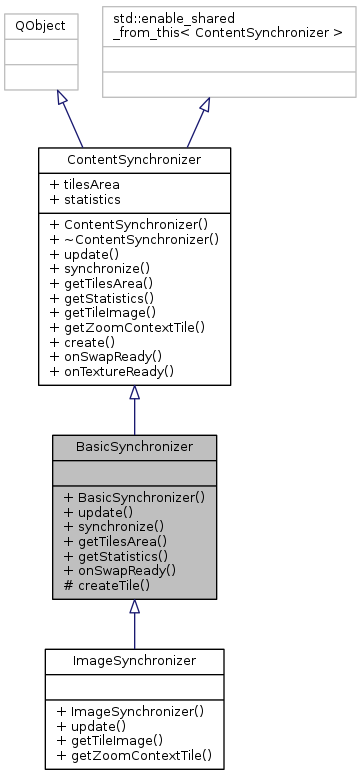 QObject
std::enable_shared
_from_this< ContentSynchronizer >
ContentSynchronizer
+ tilesArea
+ statistics
+ ContentSynchronizer()
+ ~ContentSynchronizer()
+ update()
+ synchronize()
+ getTilesArea()
+ getStatistics()
+ getTileImage()
+ getZoomContextTile()
+ create()
+ onSwapReady()
+ onTextureReady()
BasicSynchronizer
+ BasicSynchronizer()
+ update()
+ synchronize()
+ getTilesArea()
+ getStatistics()
+ onSwapReady()
# createTile()
ImageSynchronizer
+ ImageSynchronizer()
+ update()
+ getTileImage()
+ getZoomContextTile()